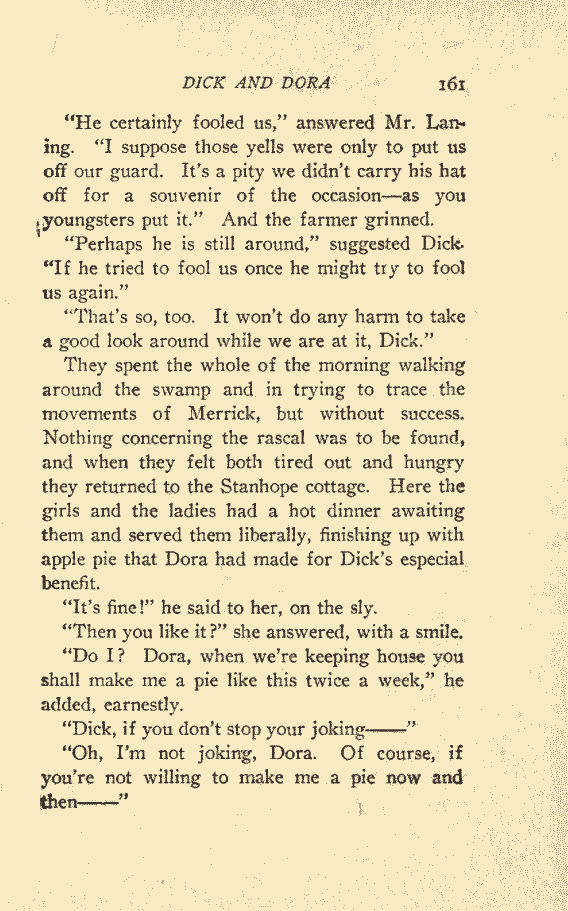 DICK AND DORA 161
"He certainly fooled us," answered Mr. Lan-
ing. "I suppose those yells were only to put us
off our guard. It's a pity we didn't carry his hat
off for a souvenir of the occasion—as you
youngsters put it." And the farmer grinned.
"Perhaps he is still around," suggested Dick.
"If he tried to fool us once he might try to fool
us again."
"That's so, too. It won't do any harm to take
a good look around while we are at it, Dick."
They spent the whole of the morning walking
around the swamp and in trying to trace the
movements of Merrick, but without success.
Nothing concerning the rascal was to be found,
and when they felt both tired out and hungry
they returned to the Stanhope cottage. Here the
girls and the ladies had a hot dinner awaiting
them and served them liberally, finishing up with
apple pie that Dora had made for Dick's especial
benefit.
"It's fine!" he said to her, on the sly.
"Then you like it?" she answered, with a smile.
"Do I? Dora, when we're keeping house you
shall make me a pie like this twice a week," he
added, earnestly.
"Dick, if you don't stop your joking——"
"Oh, I'm not joking, Dora. Of course, if
you're not willing to make me a pie now and
then——"